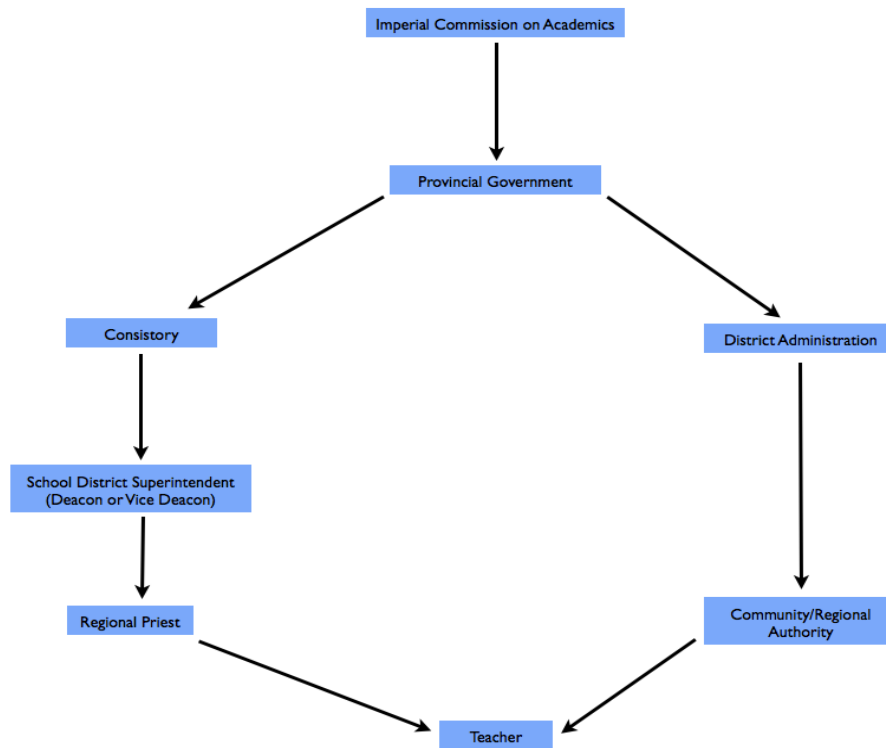 Imperial Commission on Academics
Provincial Government
Consistory
District Administration
School District Superintendent
(Deacon or Vice Deacon)
Regional Priest
Community/Regional
Authority
Teacher